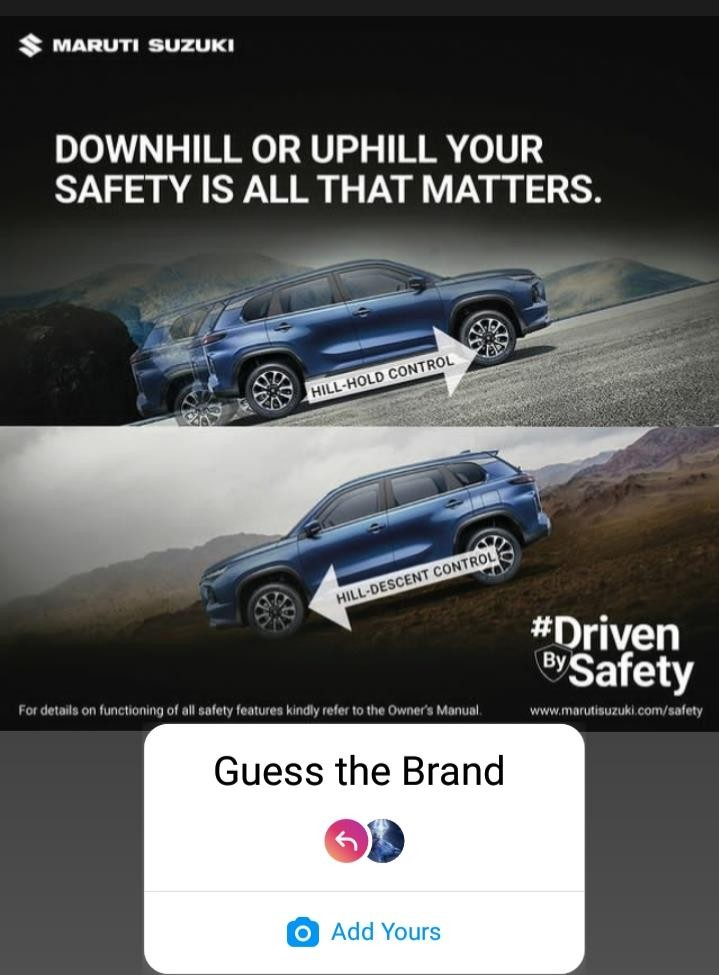 MARUTI SUZUKI
DOWNHILL OR UPHILL YOUR
SAFETY IS ALL THAT MATTERS.
HILL-HOLD CONTROL
HILL-DESCENT CONTROL
#Driven
By Safety
For details on functioning of all safety features kindly refer to the Owner's Manual.
www.marutisuzuki.com/safety
Guess the Brand
Add Yours